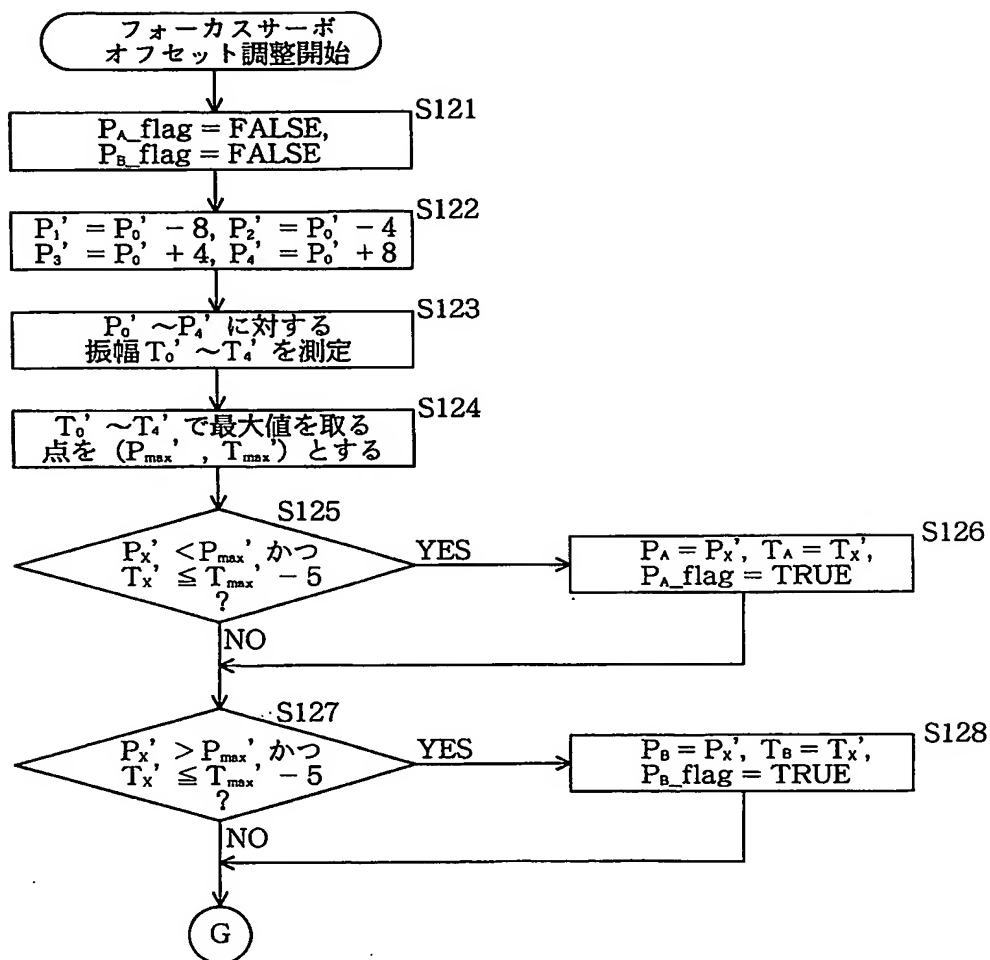 フォーカスサーボ
オフセット調整開始
S121
PA_flag = FALSE,
PB_flag = FALSE
S122
P1' = P0' - 8, P2' = P0' - 4
P3' = P0' + 4, P4' = P0' + 8
S123
P0' ~P4' に対する
振幅 T0' ~T4' を測定
S124
T0' ~T4' で最大値を取る
点を (Pmax' , Tmax') とする
S125
PX' <Pmax' かつ
TX' ≦ Tmax' - 5
?
YES
S126
PA = PX', TA = TX',
PA_flag = TRUE
NO
S127
PX' > Pmax' かつ
TX' ≦ Tmax' - 5
?
YES
S128
PB = PX', TB = TX',
PB_flag = TRUE
NO
G